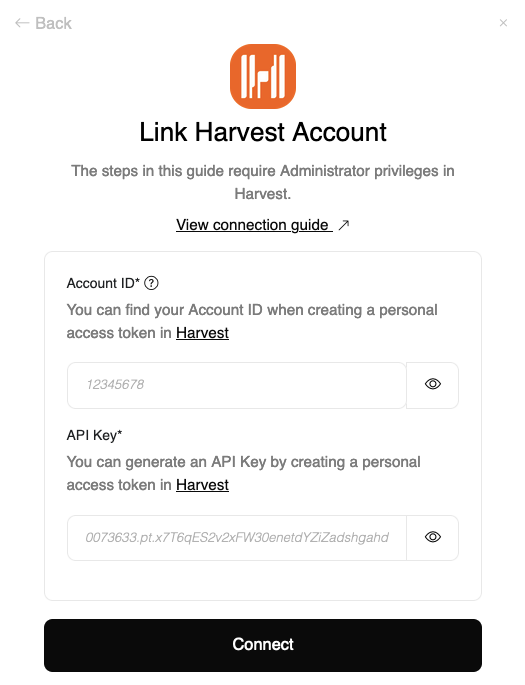 ← Back ×
Link Harvest Account
The steps in this guide require Administrator privileges in
Harvest.
View connection guide ↗
Account ID* ?
You can find your Account ID when creating a personal
access token in Harvest
12345678
API Key*
You can generate an API Key by creating a personal
access token in Harvest
0073633.pt.x7T6qES2v2xFW30enetdYZiZadshgahd
Connect